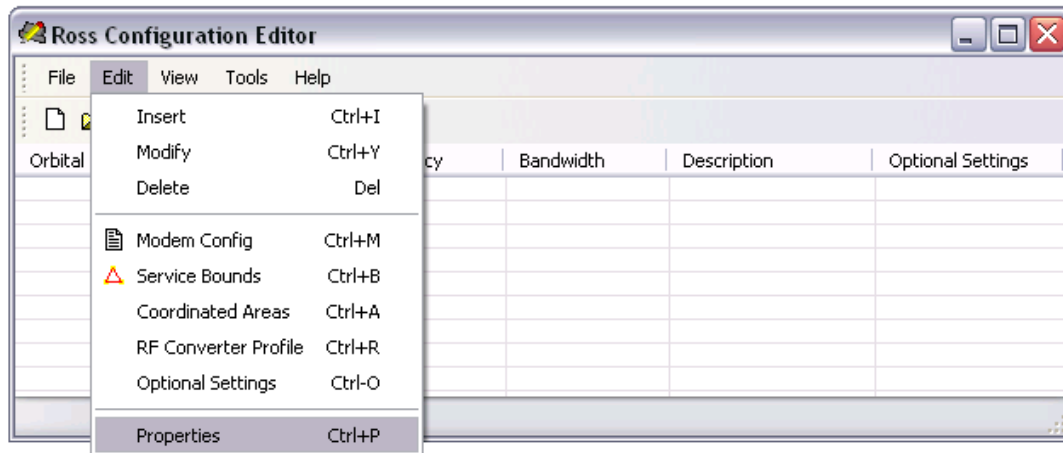 Ross Configuration Editor
File Edit View Tools Help
Insert Ctrl+I
Modify Ctrl+Y
Orbital cy Bandwidth Description Optional Settings
Delete Del
Modem Config Ctrl+M
Service Bounds Ctrl+B
Coordinated Areas Ctrl+A
RF Converter Profile Ctrl+R
Optional Settings Ctrl-O
Properties Ctrl+P